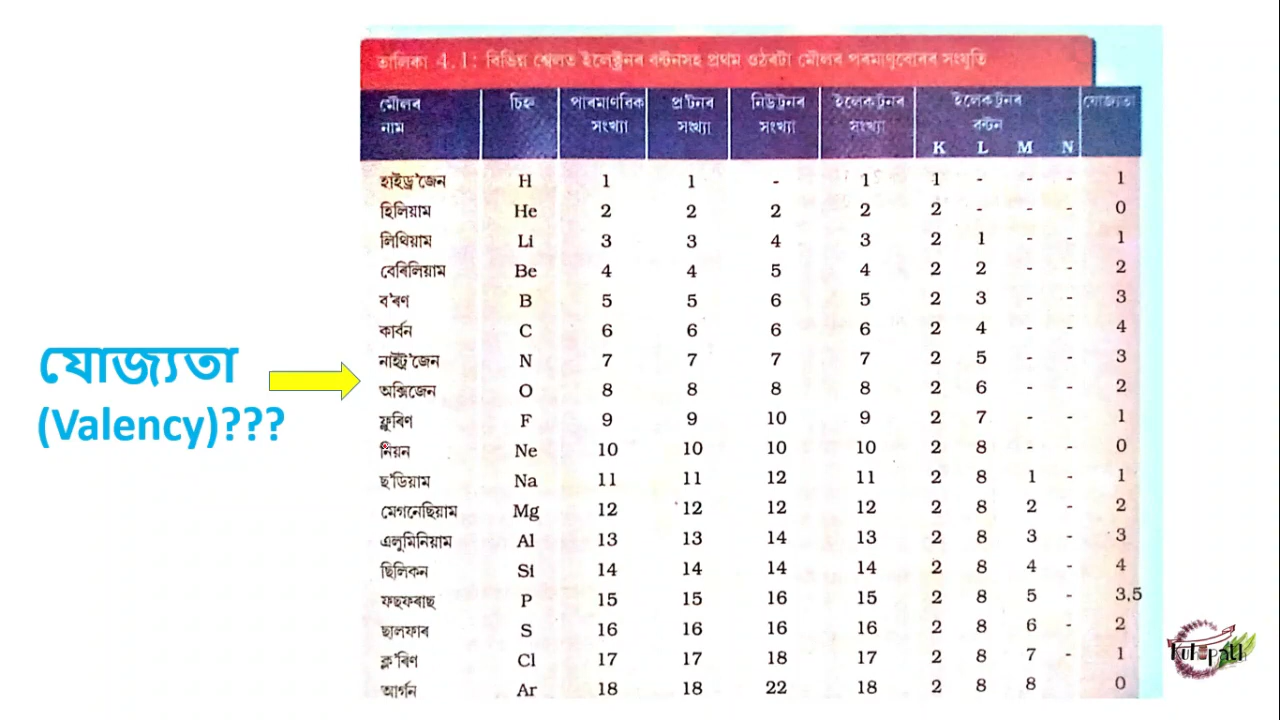 তালিকা 4.1: বিভিন্ন শ্বেলত ইলেক্ট্ৰনৰ বন্টনসহ প্ৰথম ওঠৰটা মৌলৰ পৰমাণুবোৰৰ সংযুতি
মৌলৰ নাম চিহ্ন পাৰমাণৱিক সংখ্যা প্ৰ'টনৰ সংখ্যা নিউট্ৰনৰ সংখ্যা ইলেকট্ৰনৰ সংখ্যা ইলেকট্ৰনৰ বন্টন যোজ্যতা
K L M N
হাইড্ৰ'জেন H 1 1 - 1 1 - - - 1
হিলিয়াম He 2 2 2 2 2 - - - 0
লিথিয়াম Li 3 3 4 3 2 1 - - 1
বেৰিলিয়াম Be 4 4 5 4 2 2 - - 2
ব'ৰণ B 5 5 6 5 2 3 - - 3
কাৰ্বন C 6 6 6 6 2 4 - - 4
নাইট্ৰ'জেন N 7 7 7 7 2 5 - - 3
অক্সিজেন O 8 8 8 8 2 6 - - 2
ফ্লুৰিণ F 9 9 10 9 2 7 - - 1
নিয়ন Ne 10 10 10 10 2 8 - - 0
ছ'ডিয়াম Na 11 11 12 11 2 8 1 - 1
মেগনেছিয়াম Mg 12 12 12 12 2 8 2 - 2
এলুমিনিয়াম Al 13 13 14 13 2 8 3 - 3
ছিলিকন Si 14 14 14 14 2 8 4 - 4
ফছফৰাছ P 15 15 16 15 2 8 5 - 3,5
ছালফাৰ S 16 16 16 16 2 8 6 - 2
ক্ল'ৰিণ Cl 17 17 18 17 2 8 7 - 1
আৰ্গন Ar 18 18 22 18 2 8 8 0
যোজ্যতা
(Valency)???